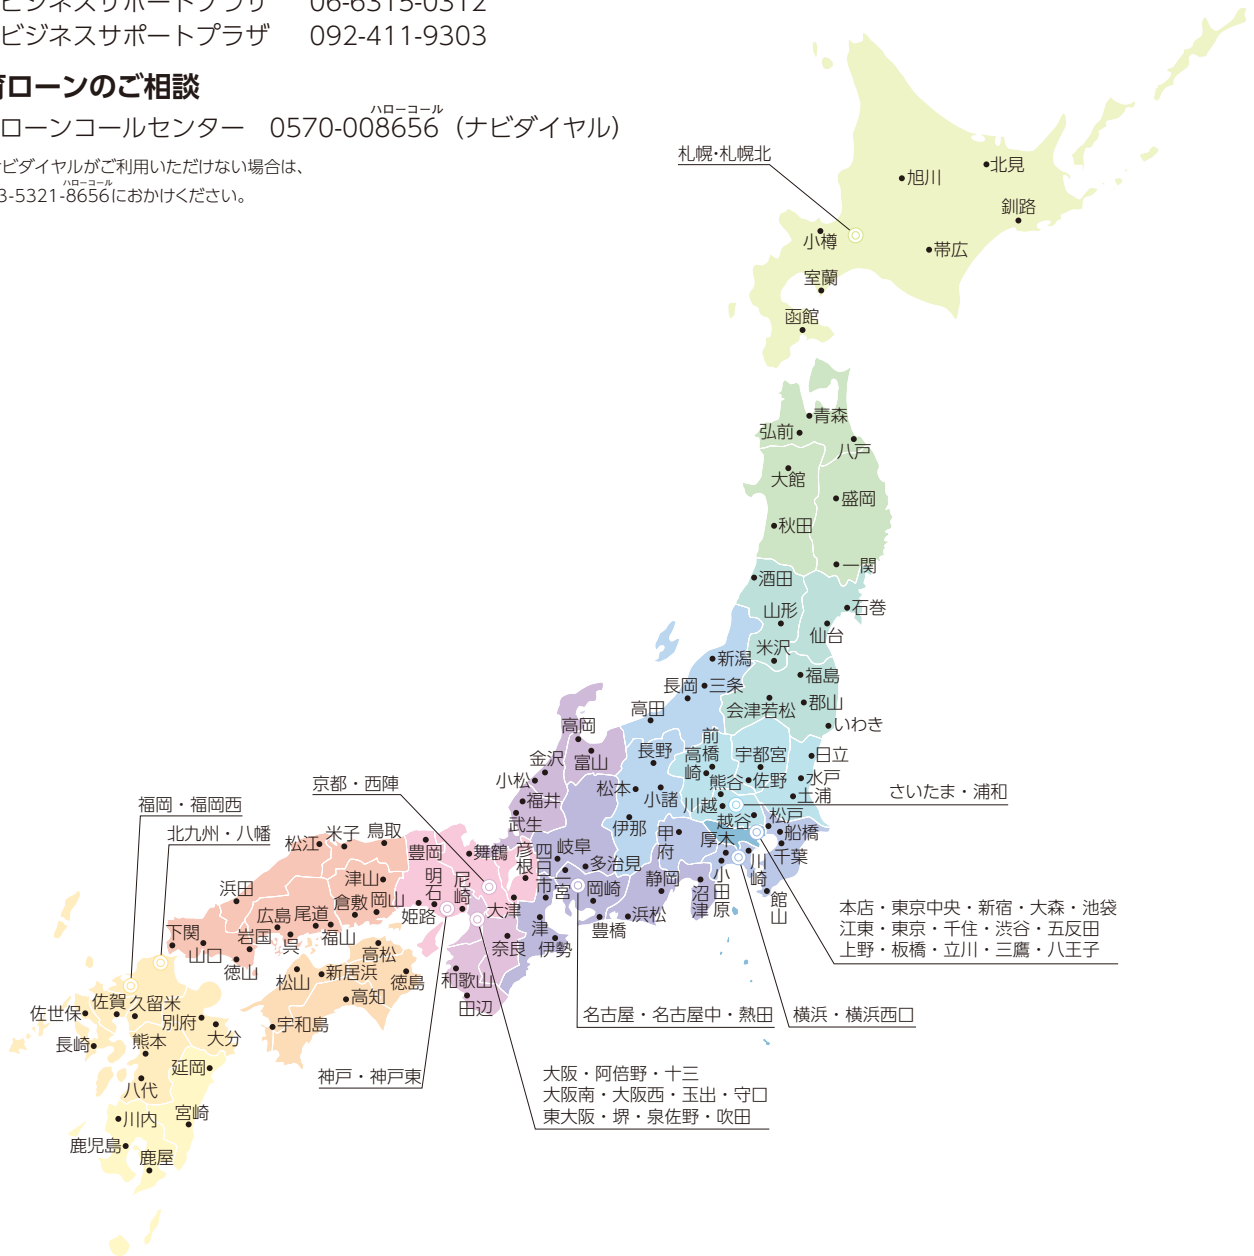 ビジネスサポートプラザ 06-6315-0312
ビジネスサポートプラザ 092-411-9303
育ローンのご相談
ハローコール
ローンコールセンター 0570-008656（ナビダイヤル）
ナビダイヤルがご利用いただけない場合は、
ハローコール
3-5321-8656におかけください。
札幌・札幌北
旭川
北見
釧路
小樽
帯広
室蘭
函館
青森
弘前
八戸
大館
盛岡
秋田
一関
酒田
石巻
山形
仙台
米沢
新潟
福島
長岡
三条
会津若松
郡山
高田
いわき
高岡
前橋
長野
高崎
宇都宮
日立
金沢
富山
小松
松本
小諸
熊谷
佐野
水戸
土浦
さいたま・浦和
福井
川越
武生
伊那
甲府
越谷
松戸
船橋
厚木
千葉
川崎
京都・西陣
福岡・福岡西
北九州・八幡
松江
米子
鳥取
豊岡
舞鶴
彦根
四日市
岐阜
一宮
多治見
岡崎
静岡
沼津
小田原
館山
津山
明石
尼崎
浜田
倉敷
岡山
姫路
大津
広島
尾道
浜松
豊橋
津
伊勢
奈良
下関
山口
岩国
呉
福山
徳山
高松
松山
新居浜
徳島
和歌山
高知
田辺
宇和島
本店・東京中央・新宿・大森・池袋
江東・東京・千住・渋谷・五反田
上野・板橋・立川・三鷹・八王子
佐賀
久留米
佐世保
別府
大分
長崎
熊本
延岡
八代
川内
宮崎
鹿児島
鹿屋
名古屋・名古屋中・熱田
横浜・横浜西口
神戸・神戸東
大阪・阿倍野・十三
大阪南・大阪西・玉出・守口
東大阪・堺・泉佐野・吹田